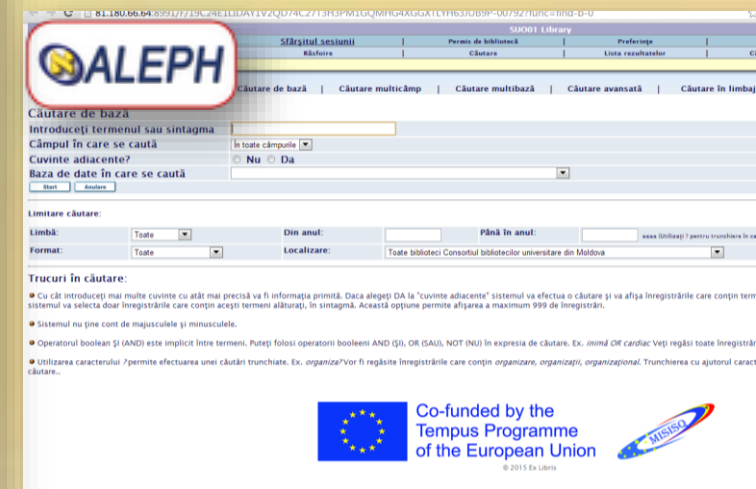 SUO01 Library
Sfârşitul sesiunii | Permis de bibliotecă | Preferinţe |
Răsfoire | Căutare | Lista rezultatelor |
ALEPH
Căutare de bază | Căutare multicâmp | Căutare multibază | Căutare avansată | Căutare în limbaj
Căutare de bază
Introduceţi termenul sau sintagma
Câmpul în care se caută În toate câmpurile
Cuvinte adiacente? Nu Da
Baza de date în care se caută
Start Anulare
Limitare căutare:
Limbă: Toate Din anul: Până în anul: aaaa (Utilizaţi ? pentru trunchiere în
Format: Toate Localizare: Toate biblioteci Consortiul bibliotecilor universitare din Moldova
Trucuri în căutare:
Cu cât introduceţi mai multe cuvinte cu atât mai precisă va fi informaţia primită. Daca alegeţi DA la "cuvinte adiacente" sistemul va efectua o căutare şi va afişa înregistrările care conţin
sistemul va selecta doar înregistrările care conţin aceşti termeni alăturaţi, în sintagmă. Această opţiune permite afişarea a maximum 999 de înregistrări.
Sistemul nu ţine cont de majuscule şi minuscule.
Operatorul boolean ŞI (AND) este implicit între termeni. Puteţi folosi operatorii booleeni AND (ŞI), OR (SAU), NOT (NU) în expresia de căutare. Ex. inimă OR cardiac Veţi regăsi toate
Utilizarea caracterului ?permite efectuarea unei căutări trunchiate. Ex. organiza?Vor fi regăsite înregistrările care conţin organizare, organizaţii, organizaţional. Trunchierea cu ajutorul
căutare..
Co-funded by the
Tempus Programme
of the European Union
MISISQ
© 2015 Ex Libris